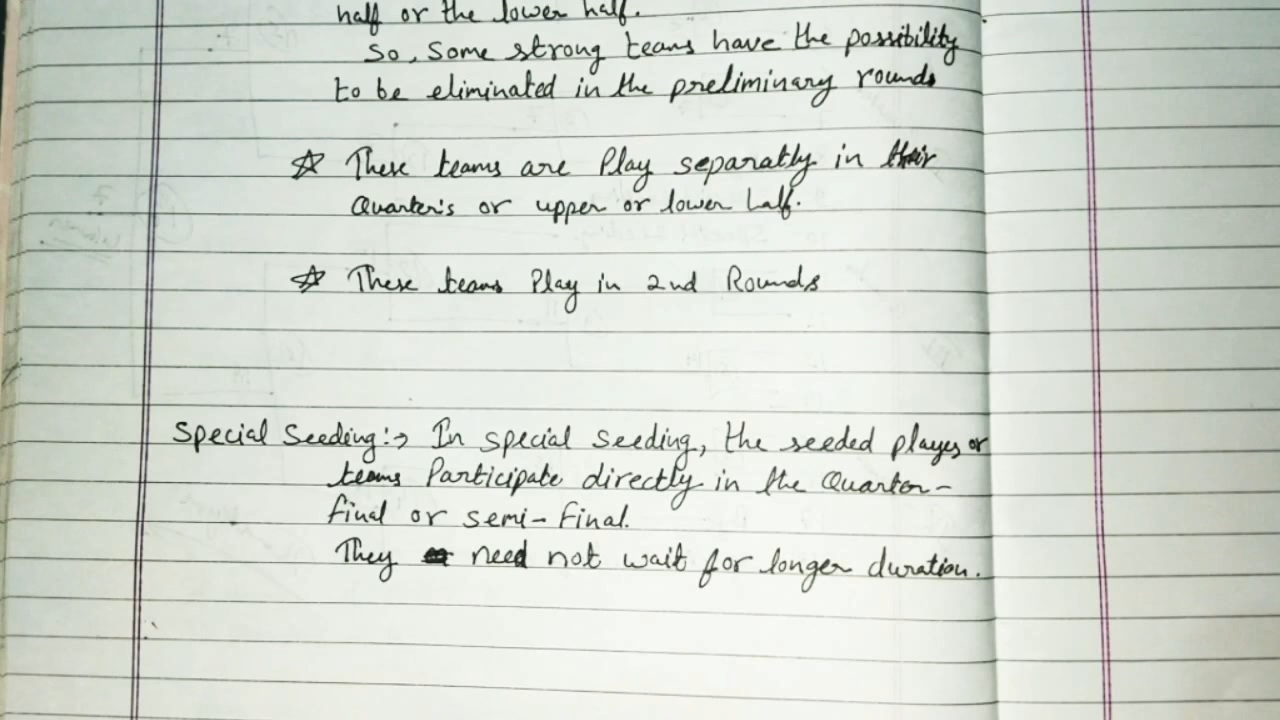 half or the lower half.
So, Some strong teams have the possibility
to be eliminated in the preliminary rounds
☆ These teams are Play separatly in their
Quarter's or upper or lower half.
☆ These teams Play in 2nd Rounds
Special Seeding:→ In special seeding, the seeded playes or
teams Participate directly in the Quarter-
final or semi-final.
They need not wait for longer duration.